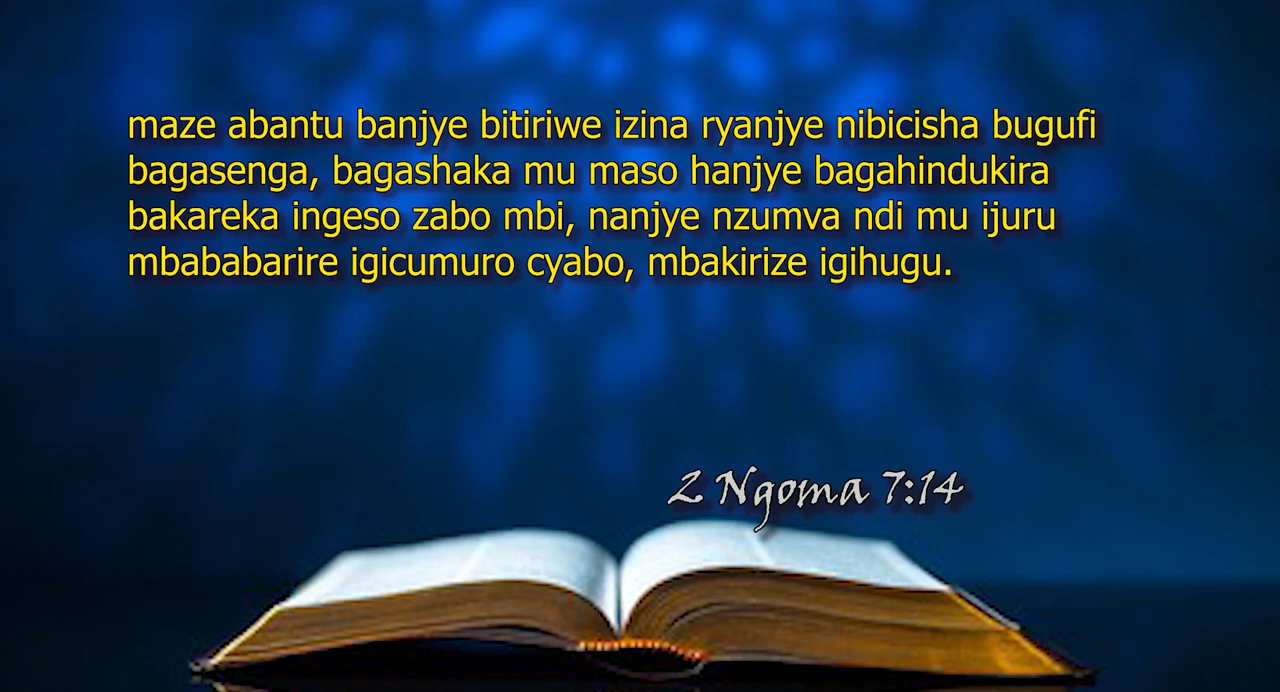 maze abantu banjye bitiriwe izina ryanjye nibicisha bugufi
bagasenga, bagashaka mu maso hanjye bagahindukira
bakareka ingeso zabo mbi, nanjye nzumva ndi mu ijuru
mbababarire igicumuro cyabo, mbakirize igihugu.
2 Ngoma 7:14